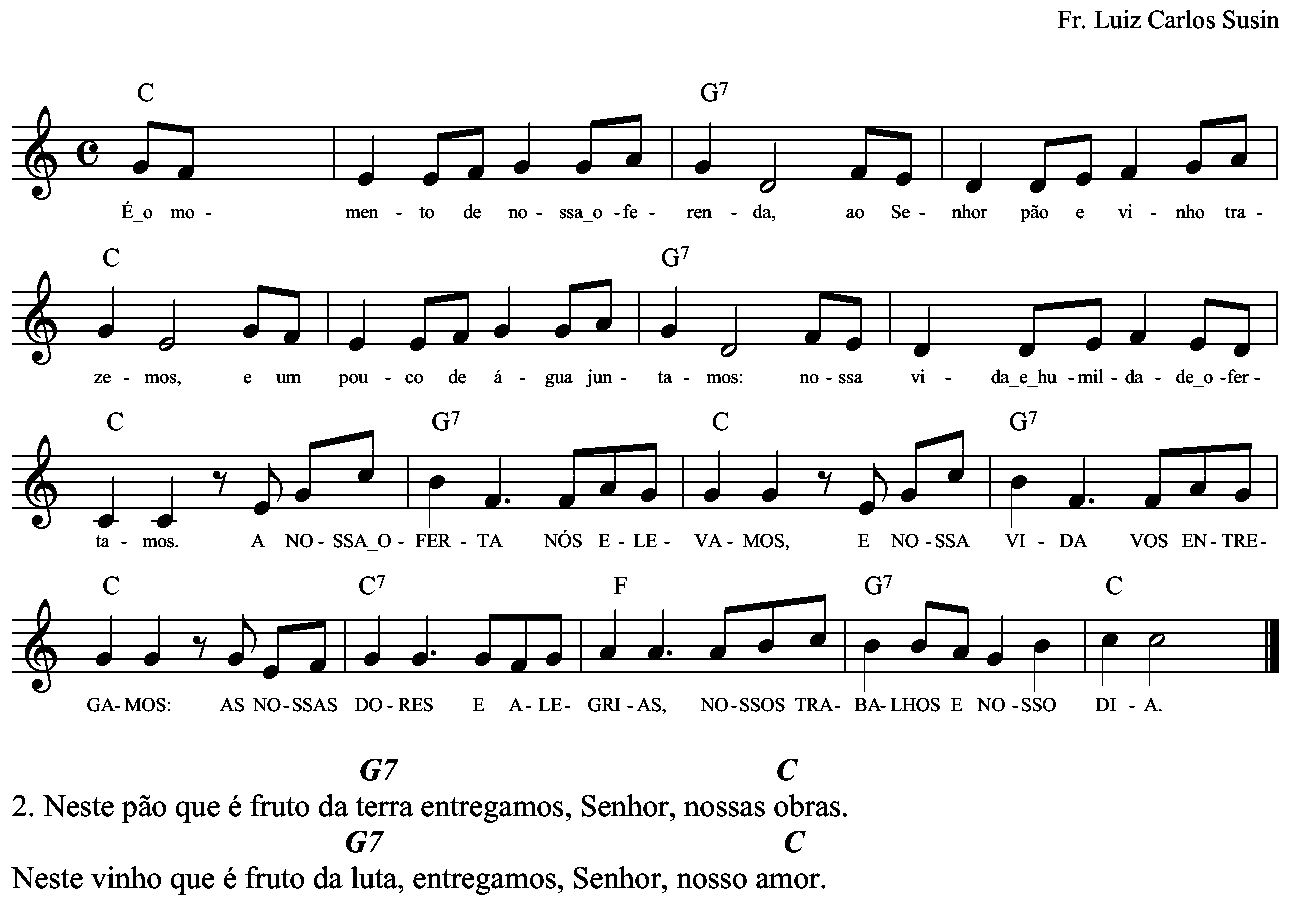 Fr. Luiz Carlos Susin
C G7
É_o mo - men - to de no - ssa_o - fe - ren - da, ao Se - nhor pão e vi - nho tra -
C G7
ze - mos, e um pou - co de á - gua jun - ta - mos: no - ssa vi - da_e_hu - mil - da - de_o - fer -
C G7 C G7
ta - mos. A NO - SSA_O - FER - TA NÓS E - LE - VA - MOS, E NO - SSA VI - DA VOS EN - TRE -
C C7 F G7 C
GA - MOS: AS NO - SSAS DO - RES E A - LE - GRI - AS, NO - SSOS TRA - BA - LHOS E NO - SSO DI - A.
G7 C
2. Neste pão que é fruto da terra entregamos, Senhor, nossas obras.
G7 C
Neste vinho que é fruto da luta, entregamos, Senhor, nosso amor.